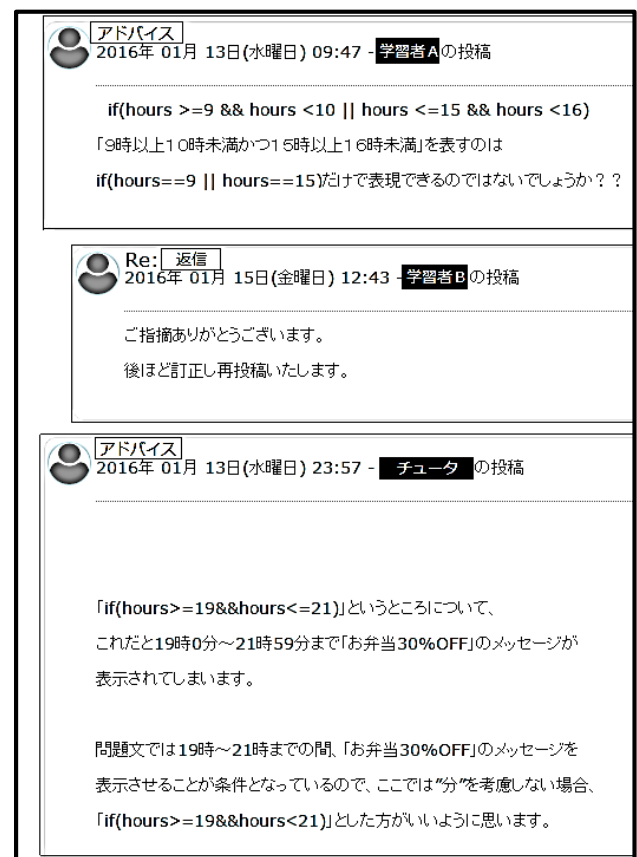 アドバイス
2016年 01月 13日(水曜日) 09:47 - 学習者Aの投稿
if(hours >=9 && hours <10 || hours <=15 && hours <16)
「9時以上10時未満かつ15時以上16時未満」を表すのは
if(hours==9 || hours==15)だけで表現できるのではないでしょうか？？
Re: 返信
2016年 01月 15日(金曜日) 12:43 - 学習者Bの投稿
ご指摘ありがとうございます。
後ほど訂正し再投稿いたします。
アドバイス
2016年 01月 13日(水曜日) 23:57 - チュータの投稿
「if(hours>=19&&hours<=21)」というところについて、
これだと19時0分～21時59分まで「お弁当30%OFF」のメッセージが
表示されてしまいます。
問題文では19時～21時までの間、「お弁当30%OFF」のメッセージを
表示させることが条件となっているので、ここでは"分"を考慮しない場合、
「if(hours>=19&&hours<21)」とした方がいいように思います。